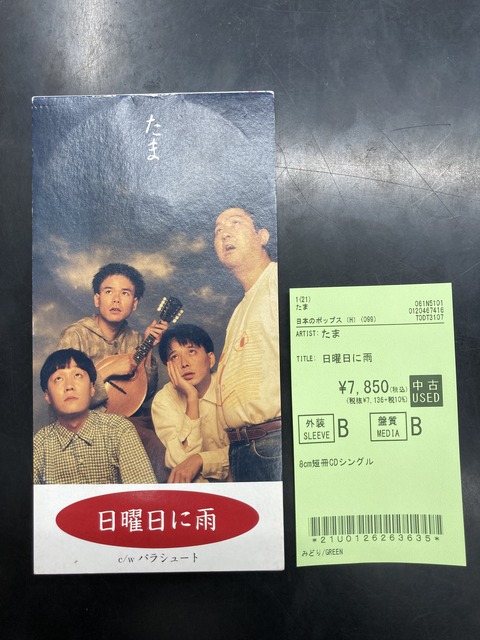 たま
日曜日に雨
c/w パラシュート
1(21)
たま
061N5101
0120467416
TODT3107
日本のポップス (H) (099)
ARTIST: たま
TITLE: 日曜日に雨
¥7,850(税込)
(税抜¥7,136+税10%)
中古
USED
外装
SLEEVE
B
盤質
MEDIA
B
8cm短冊CDシングル
*21U0126263635*
みどり/GREEN